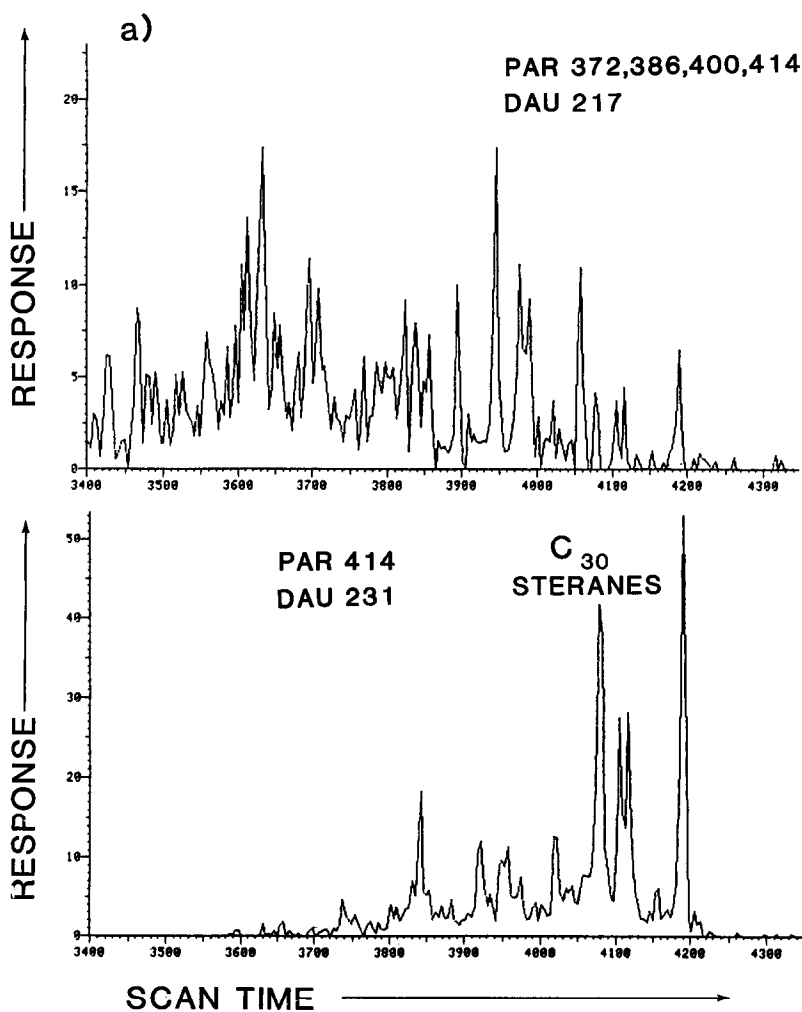 a)
PAR 372,386,400,414
DAU 217
RESPONSE
20
15
10
5
0
3400 3500 3600 3700 3800 3900 4000 4100 4200 4300
PAR 414
DAU 231
C30
STERANES
RESPONSE
50
40
30
20
10
0
3400 3500 3600 3700 3800 3900 4000 4100 4200 4300
SCAN TIME